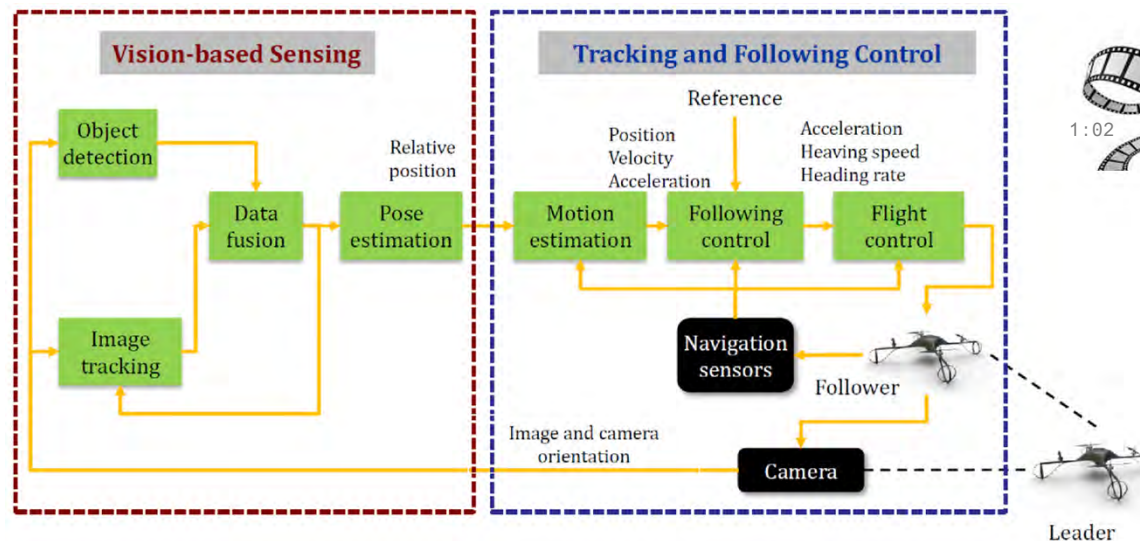 Vision-based Sensing
Object
detection
Data
fusion
Relative
position
Pose
estimation
Image
tracking
Tracking and Following Control
Reference
Position
Velocity
Acceleration
Acceleration
Heaving speed
Heading rate
Motion
estimation
Following
control
Flight
control
Navigation
sensors
Follower
Image and camera
orientation
Camera
Leader
1:02